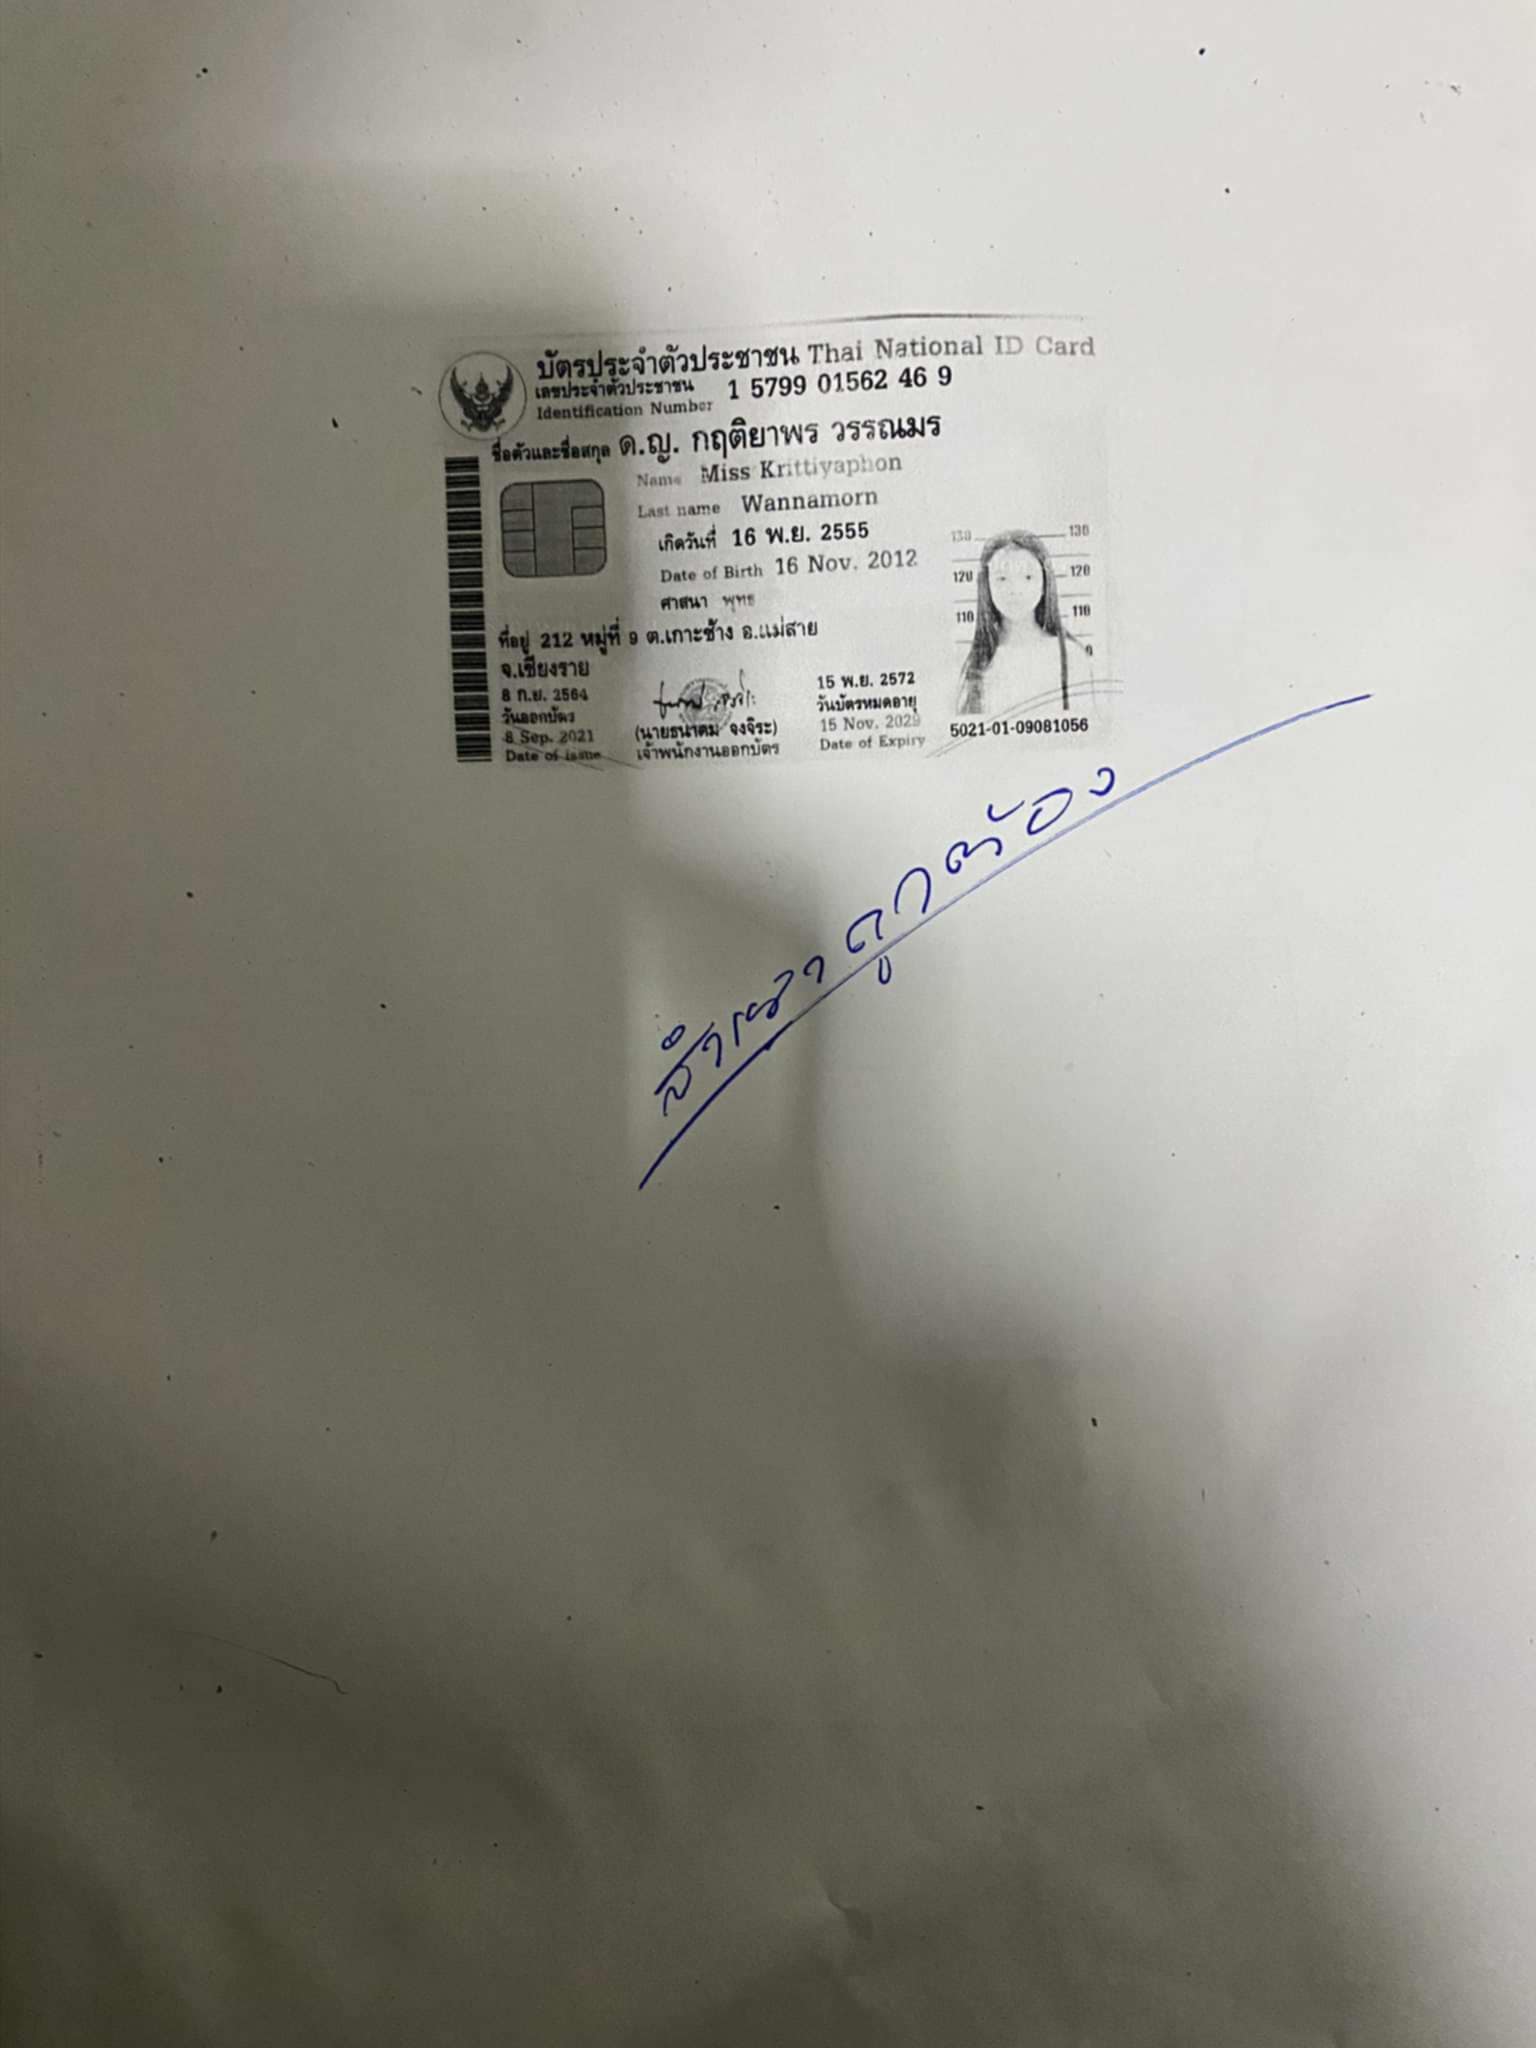 บัตรประจำตัวประชาชน Thai National ID Card
เลขประจำตัวประชาชน
Identification Number
1 5799 01562 46 9
ชื่อตัวและชื่อสกุล ด.ญ. กฤติยาพร วรรณมร
Name Miss Krittiyaphon
Last name Wannamorn
เกิดวันที่ 16 พ.ย. 2555
Date of Birth 16 Nov. 2012
ศาสนา พุทธ
ที่อยู่ 212 หมู่ที่ 9 ต.เกาะช้าง อ.แม่สาย
จ.เชียงราย
8 ก.ย. 2564
วันออกบัตร
8 Sep. 2021
Date of Issue
(นายธนาคม จงจิระ)
เจ้าพนักงานออกบัตร
15 พ.ย. 2572
วันบัตรหมดอายุ
15 Nov. 2029
Date of Expiry
130 130
120 120
110 110
5021-01-09081056
สำเนาถูกต้อง